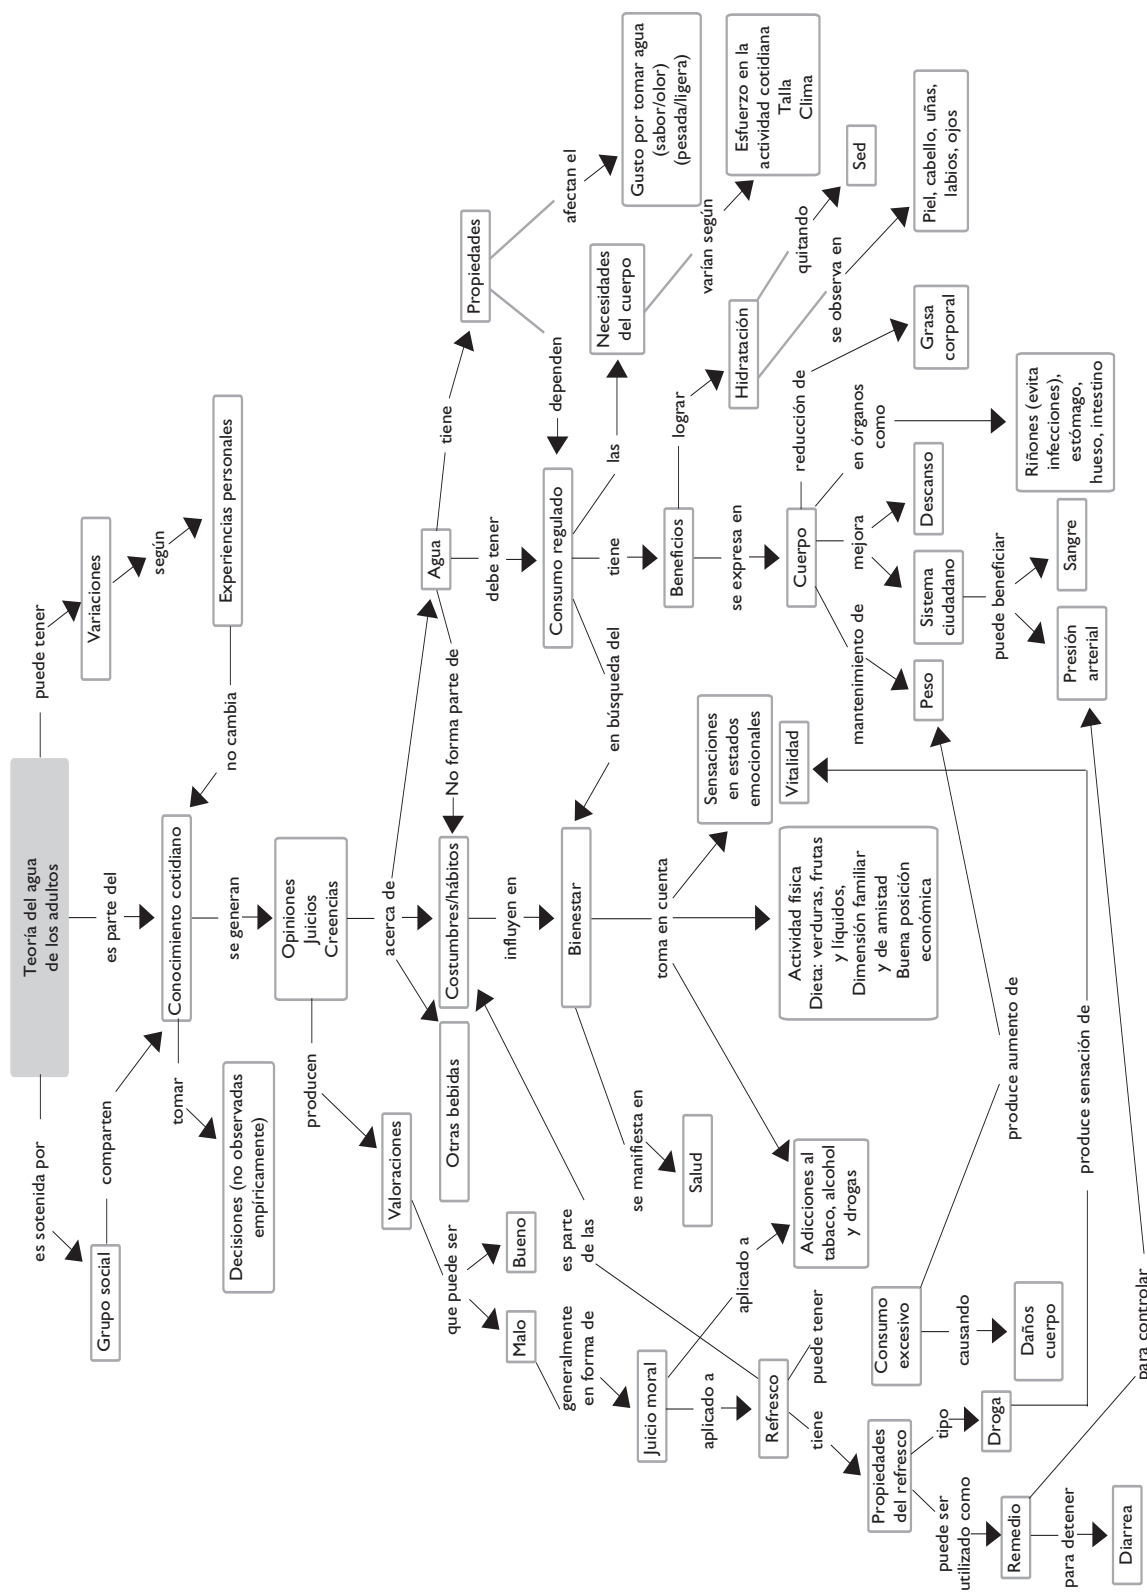 Teoría del agua
de los adultos
es sotenida por
es parte del
puede tener
Grupo social
comparten
Conocimiento cotidiano
Variaciones
según
Experiencias personales
no cambia
tomar
Decisiones (no observadas
empíricamente)
se generan
Opiniones
Juicios
Creencias
producen
acerca de
Valoraciones
Otras bebidas
Costumbres/hábitos
No forma parte de
Agua
tiene
Propiedades
afectan el
Gusto por tomar agua
(sabor/olor)
(pesada/ligera)
dependen
debe tener
Consumo regulado
las
Necesidades
del cuerpo
varían según
Esfuerzo en la
actividad cotidiana
Talla
Clima
que puede ser
Malo
Bueno
influyen en
en búsqueda del
tiene
Bienestar
Beneficios
lograr
Hidratación
quitando
Sed
se observa en
Piel, cabello, uñas,
labios, ojos
generalmente
en forma de
es parte
de las
se manifiesta en
Salud
toma en cuenta
Sensaciones
en estados
emocionales
Vitalidad
se expresa en
Cuerpo
reducción de
Grasa
corporal
Juicio moral
aplicado a
aplicado a
Adicciones al
tabaco, alcohol
y drogas
Actividad física
Dieta: verduras, frutas
y líquidos,
Dimensión familiar
y de amistad
Buena posición
económica
mantenimiento de
mejora
en órganos
como
Peso
Sistema
ciudadano
Descanso
Riñones (evita
infecciones),
estómago,
hueso, intestino
puede beneficiar
Presión
arterial
Sangre
Refresco
tiene
puede tener
Propiedades
del refresco
Consumo
excesivo
produce aumento de
causando
Daños
cuerpo
puede ser
utilizado como
tipo
Droga
produce sensación de
Remedio
para detener
para controlar
Diarrea